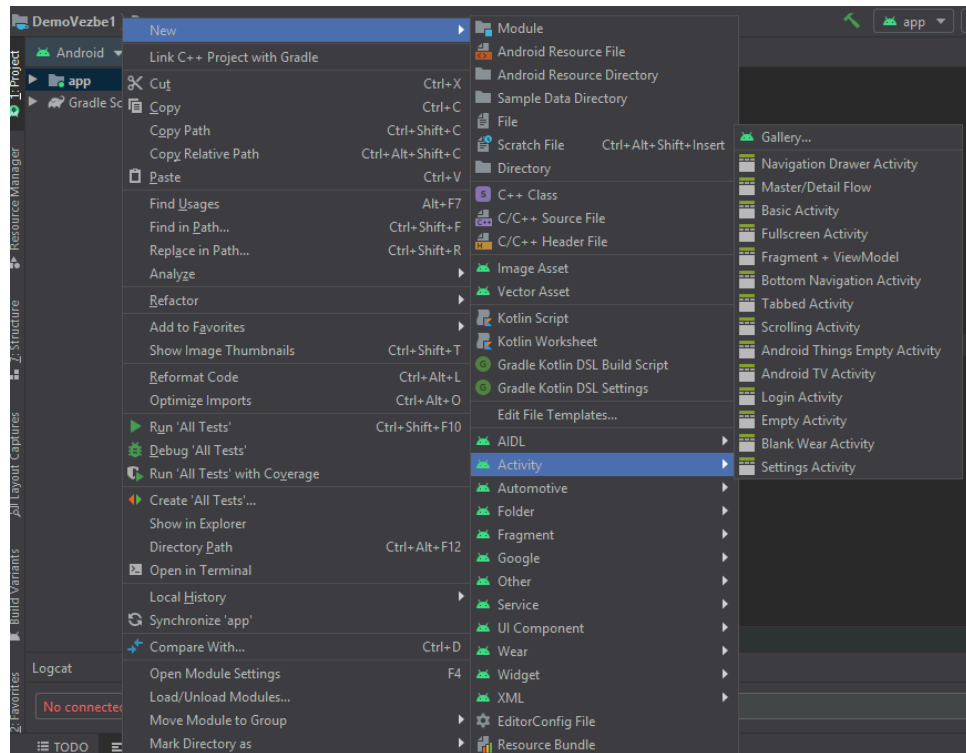 DemoVezbe1
app
1: Project
Resource Manager
Z: Structure
Layout Captures
Build Variants
2: Favorites
Android
app
Gradle Sc
Logcat
No connected
TODO
New
Link C++ Project with Gradle
Cut Ctrl+X
Copy Ctrl+C
Copy Path Ctrl+Shift+C
Copy Relative Path Ctrl+Alt+Shift+C
Paste Ctrl+V
Find Usages Alt+F7
Find in Path... Ctrl+Shift+F
Replace in Path... Ctrl+Shift+R
Analyze
Refactor
Add to Favorites
Show Image Thumbnails Ctrl+Shift+T
Reformat Code Ctrl+Alt+L
Optimize Imports Ctrl+Alt+O
Run 'All Tests' Ctrl+Shift+F10
Debug 'All Tests'
Run 'All Tests' with Coverage
Create 'All Tests'...
Show in Explorer
Directory Path Ctrl+Alt+F12
Open in Terminal
Local History
Synchronize 'app'
Compare With... Ctrl+D
Open Module Settings F4
Load/Unload Modules...
Move Module to Group
Mark Directory as
Module
Android Resource File
Android Resource Directory
Sample Data Directory
File
Scratch File Ctrl+Alt+Shift+Insert
Directory
C++ Class
C/C++ Source File
C/C++ Header File
Image Asset
Vector Asset
Kotlin Script
Kotlin Worksheet
Gradle Kotlin DSL Build Script
Gradle Kotlin DSL Settings
Edit File Templates...
AIDL
Activity
Automotive
Folder
Fragment
Google
Other
Service
UI Component
Wear
Widget
XML
EditorConfig File
Resource Bundle
Gallery...
Navigation Drawer Activity
Master/Detail Flow
Basic Activity
Fullscreen Activity
Fragment + ViewModel
Bottom Navigation Activity
Tabbed Activity
Scrolling Activity
Android Things Empty Activity
Android TV Activity
Login Activity
Empty Activity
Blank Wear Activity
Settings Activity